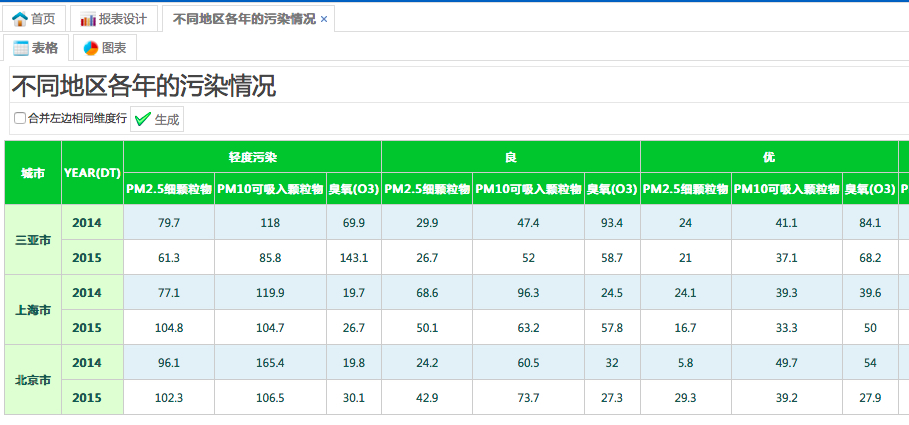 首页 报表设计 不同地区各年的污染情况 ×
表格 图表
不同地区各年的污染情况
合并左边相同维度行 生成
城市 YEAR(DT) 轻度污染 良 优
PM2.5细颗粒物 PM10可吸入颗粒物 臭氧(O3) PM2.5细颗粒物 PM10可吸入颗粒物 臭氧(O3) PM2.5细颗粒物 PM10可吸入颗粒物 臭氧(O3)
三亚市 2014 79.7 118 69.9 29.9 47.4 93.4 24 41.1 84.1
2015 61.3 85.8 143.1 26.7 52 58.7 21 37.1 68.2
上海市 2014 77.1 119.9 19.7 68.6 96.3 24.5 24.1 39.3 39.6
2015 104.8 104.7 26.7 50.1 63.2 57.8 16.7 33.3 50
北京市 2014 96.1 165.4 19.8 24.2 60.5 32 5.8 49.7 54
2015 102.3 106.5 30.1 42.9 73.7 27.3 29.3 39.2 27.9